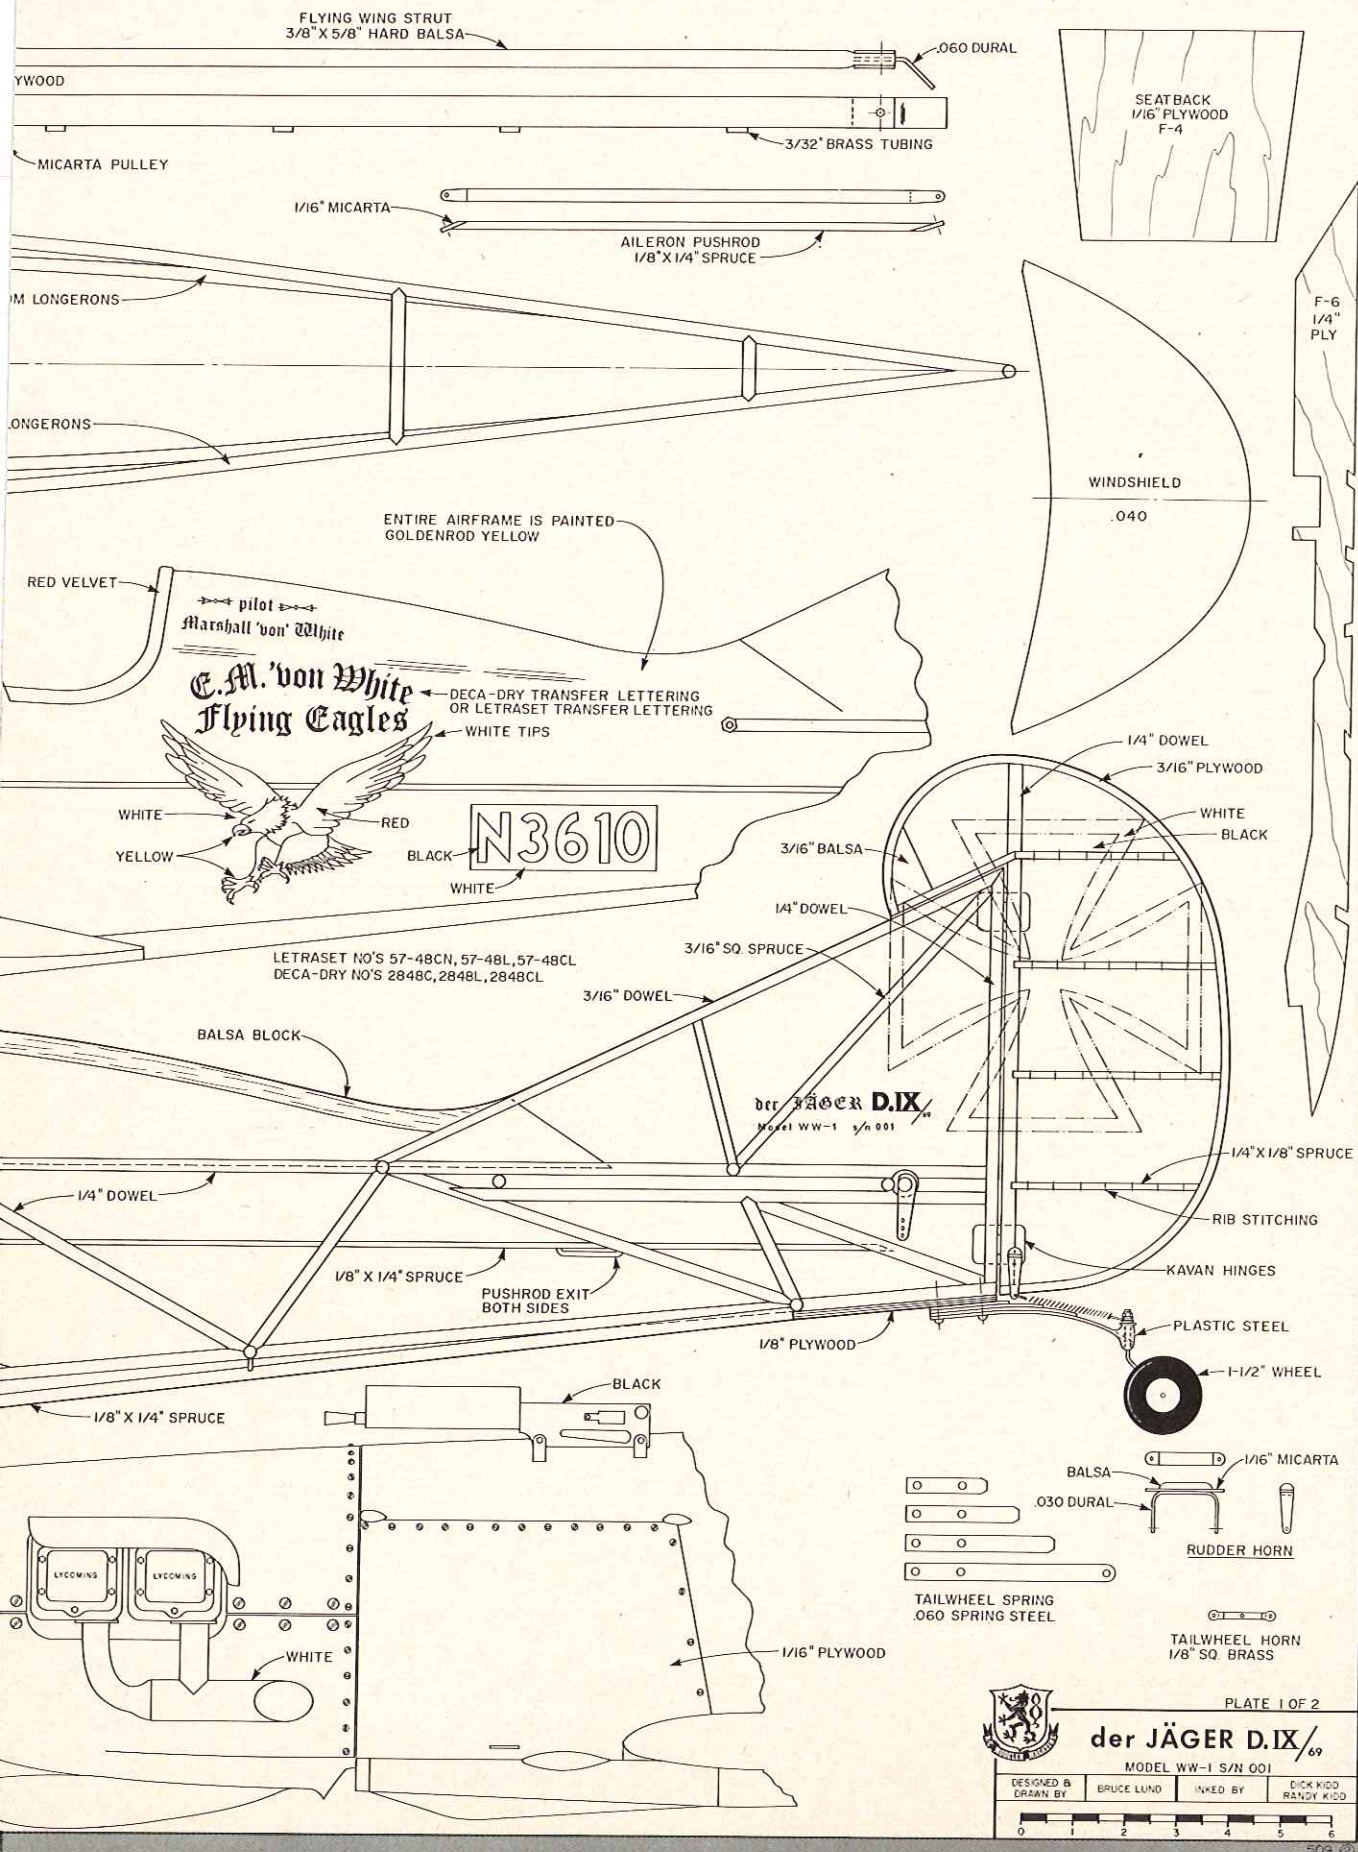 FLYING WING STRUT
3/8" X 5/8" HARD BALSA
.060 DURAL
YWOOD
SEATBACK
1/16" PLYWOOD
F-4
3/32" BRASS TUBING
MICARTA PULLEY
1/16" MICARTA
AILERON PUSHROD
1/8" X 1/4" SPRUCE
M LONGERONS
F-6
1/4"
PLY
ONGERONS
WINDSHIELD
.040
ENTIRE AIRFRAME IS PAINTED
GOLDENROD YELLOW
RED VELVET
pilot
Marshall 'von' White
E.M. 'von White
Flying Eagles
DECA-DRY TRANSFER LETTERING
OR LETRASET TRANSFER LETTERING
WHITE TIPS
1/4" DOWEL
3/16" PLYWOOD
WHITE
RED
YELLOW
BLACK
N3610
WHITE
WHITE
BLACK
3/16" BALSA
1/4" DOWEL
3/16" SQ. SPRUCE
LETRASET NO'S 57-48CN, 57-48L, 57-48CL
DECA-DRY NO'S 2848C, 2848L, 2848CL
3/16" DOWEL
BALSA BLOCK
der JÄGER D.IX/69
Model WW-1 s/n 001
1/4" X 1/8" SPRUCE
1/4" DOWEL
RIB STITCHING
1/8" X 1/4" SPRUCE
PUSHROD EXIT
BOTH SIDES
KAVAN HINGES
1/8" PLYWOOD
PLASTIC STEEL
1-1/2" WHEEL
BLACK
1/8" X 1/4" SPRUCE
BALSA
1/16" MICARTA
.030 DURAL
RUDDER HORN
LYCOMING
LYCOMING
TAILWHEEL SPRING
.060 SPRING STEEL
TAILWHEEL HORN
1/8" SQ. BRASS
WHITE
1/16" PLYWOOD
PLATE 1 OF 2
der JÄGER D.IX/69
MODEL WW-1 S/N 001
DESIGNED &
DRAWN BY
BRUCE LUND
INKED BY
DICK KIDD
RANDY KIDD
0 1 2 3 4 5 6
509